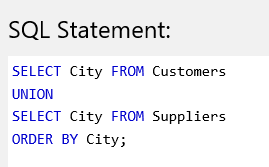 SQL Statement:
SELECT City FROM Customers
UNION
SELECT City FROM Suppliers
ORDER BY City;